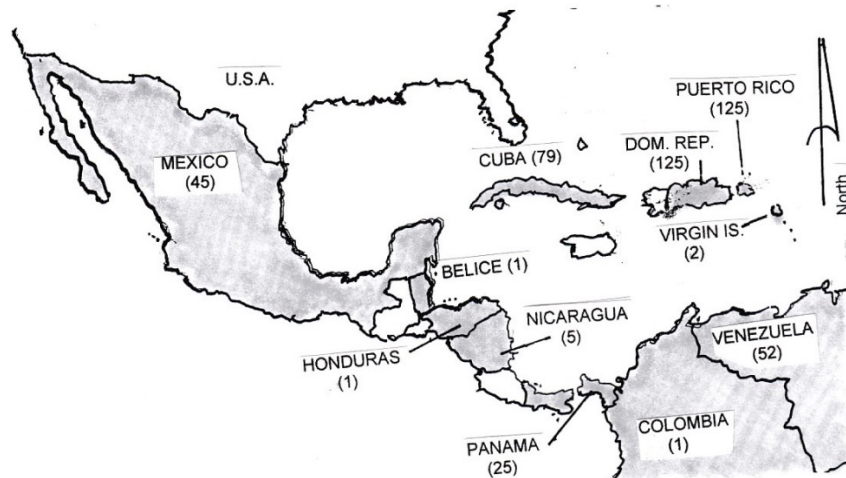 U.S.A.
PUERTO RICO
(125)
DOM. REP.
(125)
CUBA (79)
MEXICO
(45)
VIRGIN IS.
(2)
North
BELICE (1)
NICARAGUA
(5)
HONDURAS
(1)
VENEZUELA
(52)
PANAMA
(25)
COLOMBIA
(1)